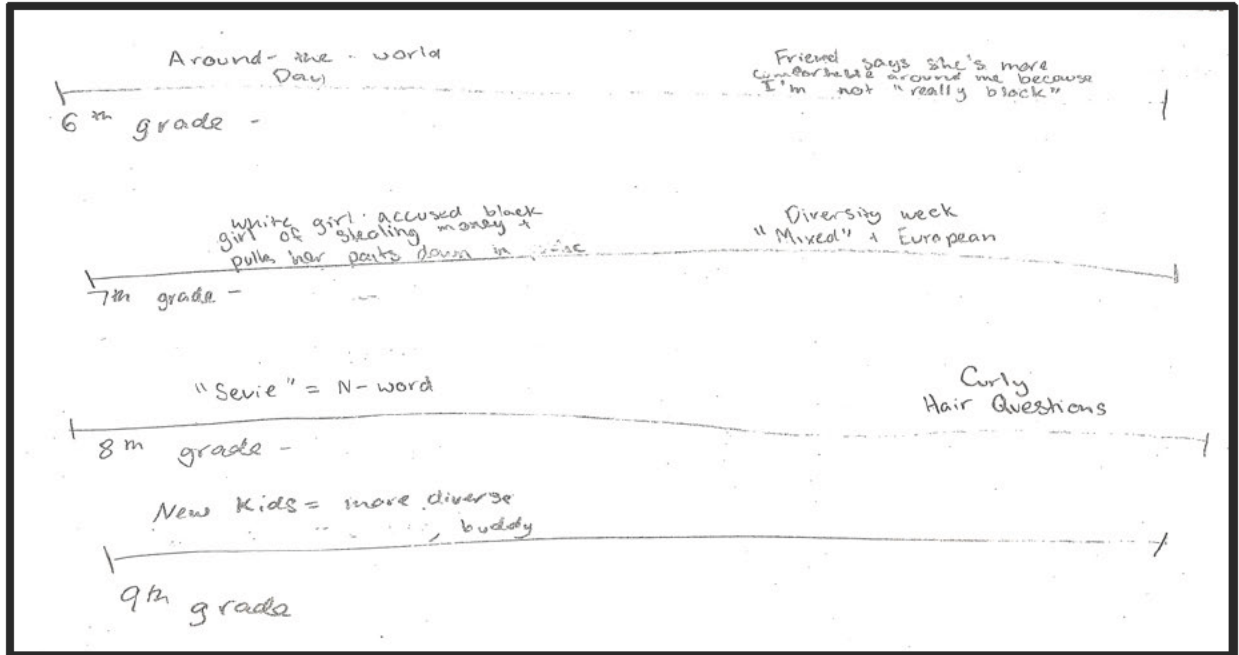 Around-the-world
Day
Friend says she's more
comfortable around me because
I'm not "really black"
6th grade -
white girl accused black
girl of stealing money +
pulls her pants down in
Diversity week
"Mixed" + European
7th grade -
"Sevie" = N-word
Curly
Hair Questions
8th grade -
New Kids = more diverse
, buddy
9th grade